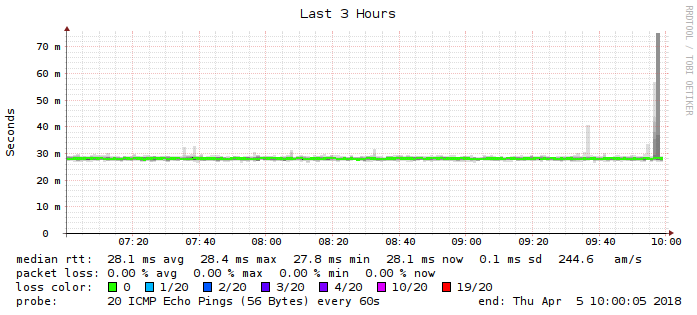 Last 3 Hours
RRDTOOL / TOBI OETIKER
Seconds
70 m
60 m
50 m
40 m
30 m
20 m
10 m
0
07:20 07:40 08:00 08:20 08:40 09:00 09:20 09:40 10:00
median rtt: 28.1 ms avg 28.4 ms max 27.8 ms min 28.1 ms now 0.1 ms sd 244.6 am/s
packet loss: 0.00 % avg 0.00 % max 0.00 % min 0.00 % now
loss color: 0 1/20 2/20 3/20 4/20 10/20 19/20
probe: 20 ICMP Echo Pings (56 Bytes) every 60s end: Thu Apr 5 10:00:05 2018